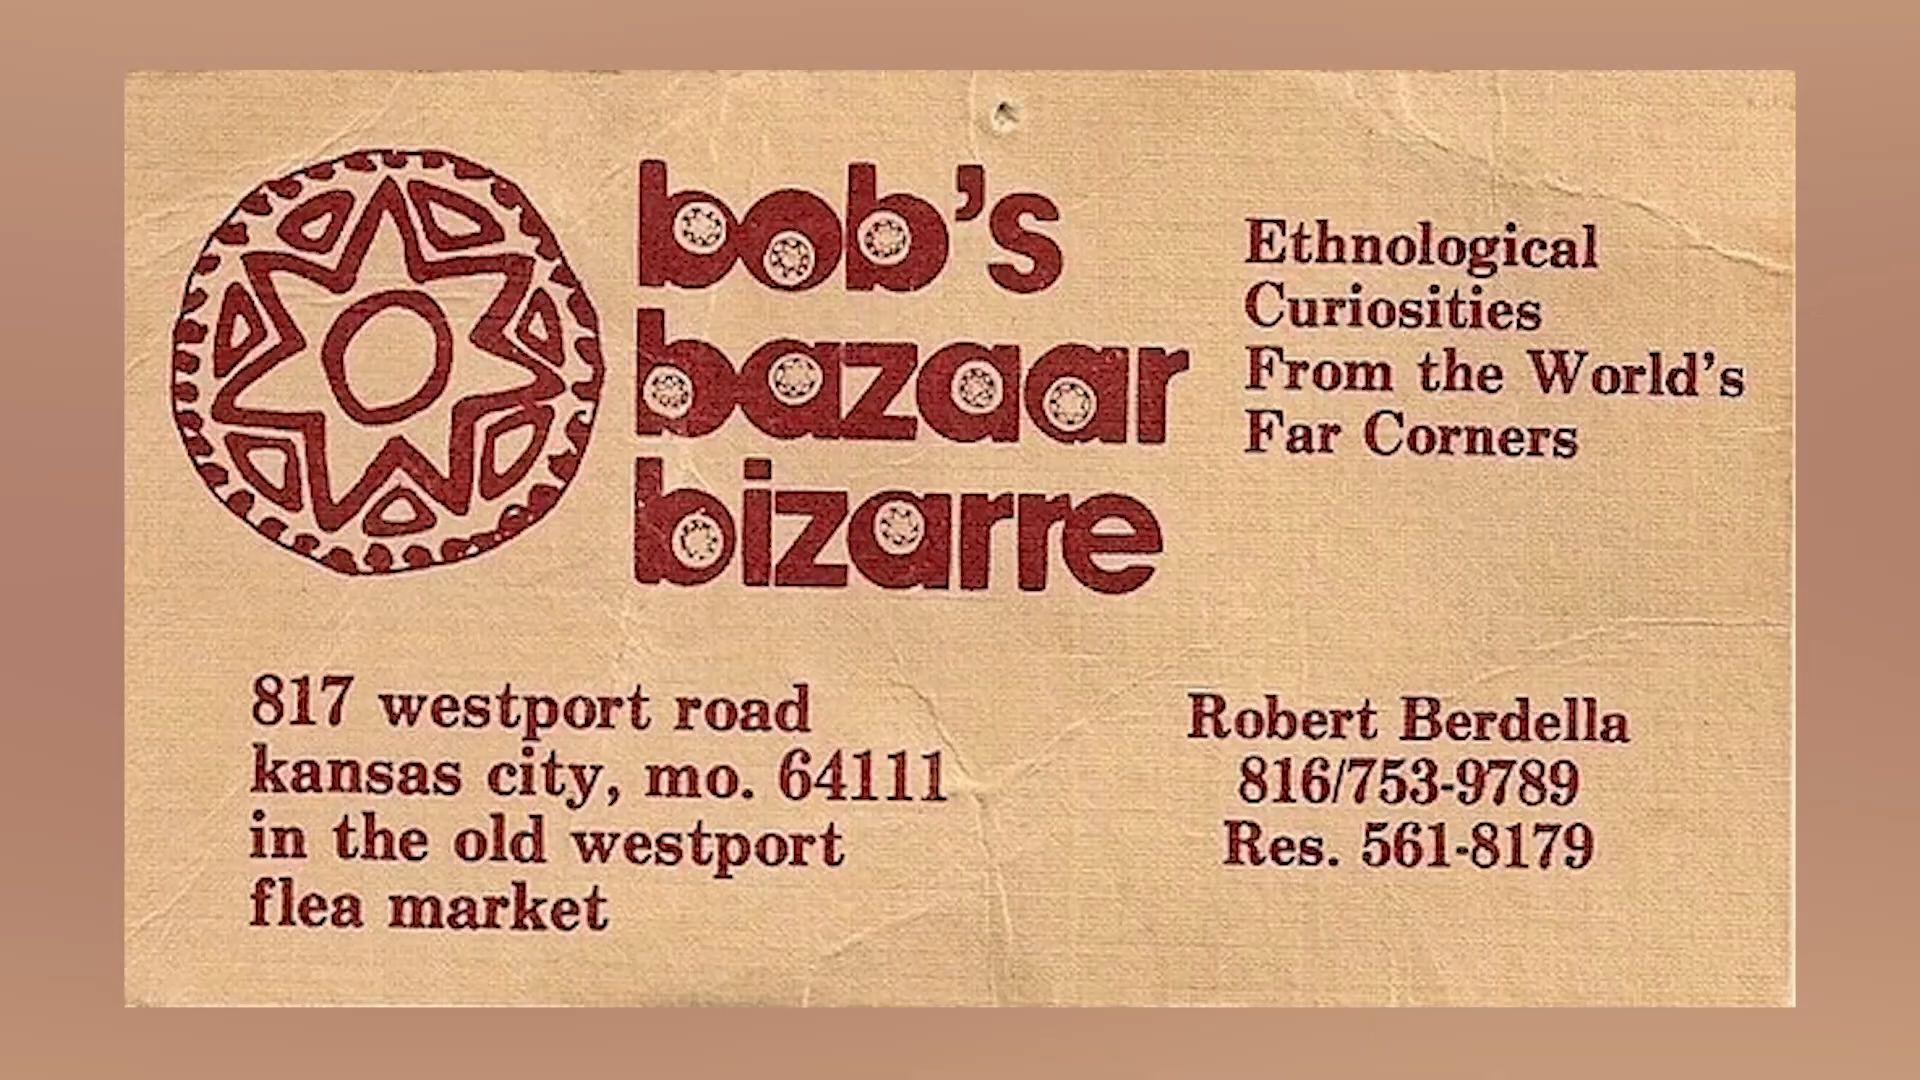 bob's
bazaar
bizarre
Ethnological
Curiosities
From the World's
Far Corners
817 westport road
kansas city, mo. 64111
in the old westport
flea market
Robert Berdella
816/753-9789
Res. 561-8179